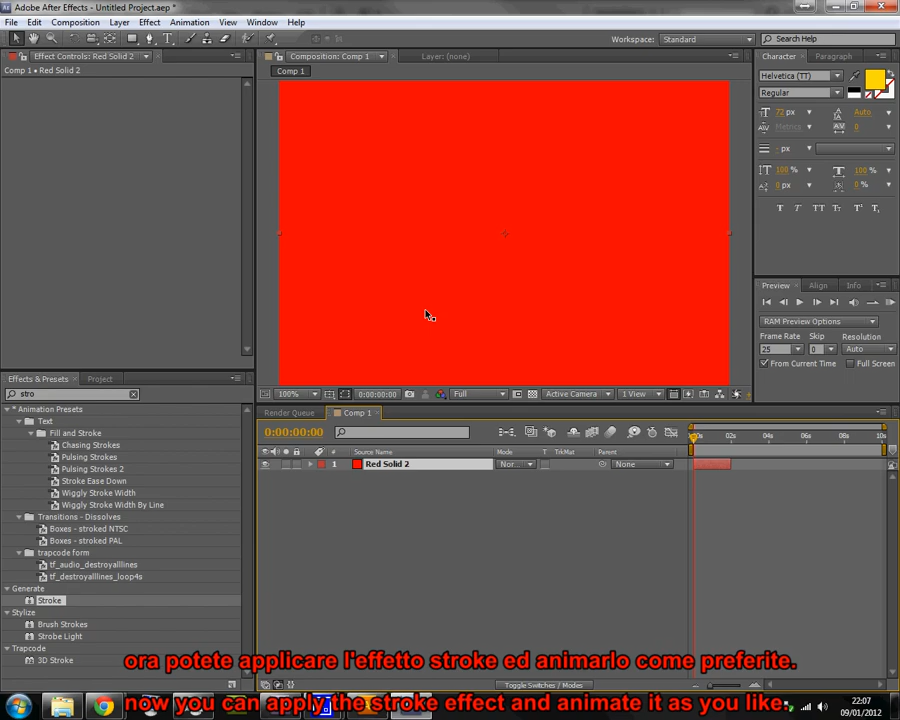 Adobe After Effects - Untitled Project.aep *
File Edit Composition Layer Effect Animation View Window Help
Workspace: Standard Search Help
Effect Controls: Red Solid 2
Comp 1 • Red Solid 2
Composition: Comp 1 Layer: (none)
Comp 1
Character Paragraph
Helvetica (TT)
Regular
72 px Auto
Metrics 0
- px
100 % 100 %
0 px 0 %
T T TT Tr T' T,
Preview Align Info
RAM Preview Options
Frame Rate Skip Resolution
25 0 Auto
From Current Time Full Screen
100% 0:00:00:00 Full Active Camera 1 View
Effects & Presets Project
stro
* Animation Presets
Text
Fill and Stroke
Chasing Strokes
Pulsing Strokes
Pulsing Strokes 2
Stroke Ease Down
Wiggly Stroke Width
Wiggly Stroke Width By Line
Transitions - Dissolves
Boxes - stroked NTSC
Boxes - stroked PAL
trapcode form
tf_audio_destroyalllines
tf_destroyalllines_loop4s
Generate
Stroke
Stylize
Brush Strokes
Strobe Light
Trapcode
3D Stroke
Render Queue Comp 1
0:00:00:00
# Source Name Mode T TrkMat Parent
1 Red Solid 2 Nor... None
02s 04s 06s 08s 10s
Toggle Switches / Modes
ora potete applicare l'effetto stroke ed animarlo come preferite.
now you can apply the stroke effect and animate it as you like.
22:07
09/01/2012